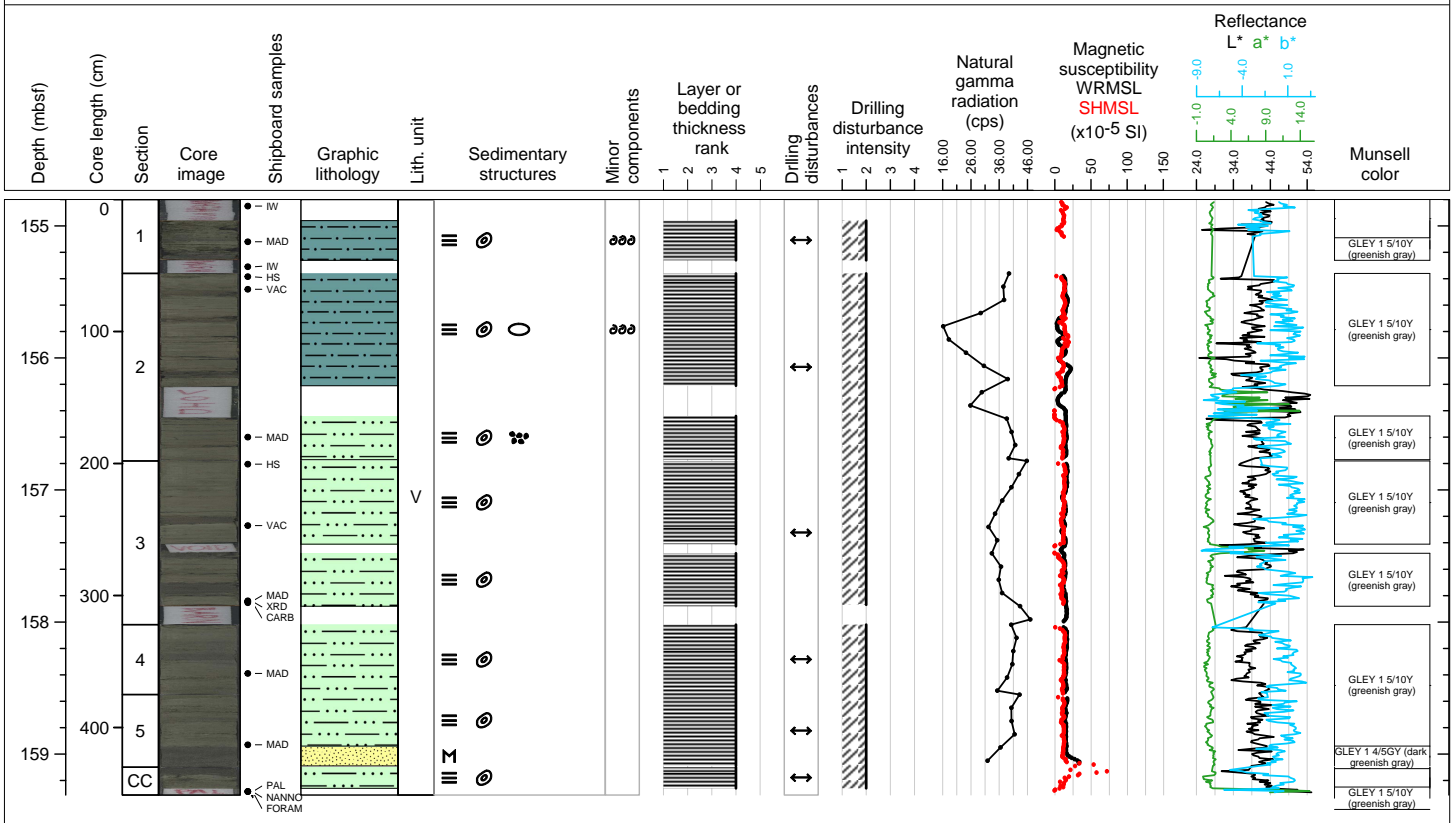 Depth (mbsf)
Core length (cm)
Section
Core image
Shipboard samples
Graphic lithology
Lith. unit
Sedimentary structures
Minor components
Layer or bedding thickness rank
1 2 3 4 5
Drilling disturbances
Drilling disturbance intensity
1 2 3 4
Natural gamma radiation (cps)
16.00 26.00 36.00 46.00
Magnetic susceptibility
WRMSL
SHMSL
(x10-5 SI)
0 50 100 150
Reflectance
L* a* b*
-9.0 -4.0 1.0
-1.0 4.0 9.0 14.0
24.0 34.0 44.0 54.0
Munsell color
155
156
157
158
159
0
100
200
300
400
1
2
3
4
5
CC
VOID
IW
MAD
IW
HS
VAC
MAD
HS
VAC
MAD
XRD
CARB
MAD
MAD
PAL
NANNO
FORAM
V
M
GLEY 1 5/10Y
(greenish gray)
GLEY 1 5/10Y
(greenish gray)
GLEY 1 5/10Y
(greenish gray)
GLEY 1 5/10Y
(greenish gray)
GLEY 1 5/10Y
(greenish gray)
GLEY 1 5/10Y
(greenish gray)
GLEY 1 4/5GY (dark
greenish gray)
GLEY 1 5/10Y
(greenish gray)